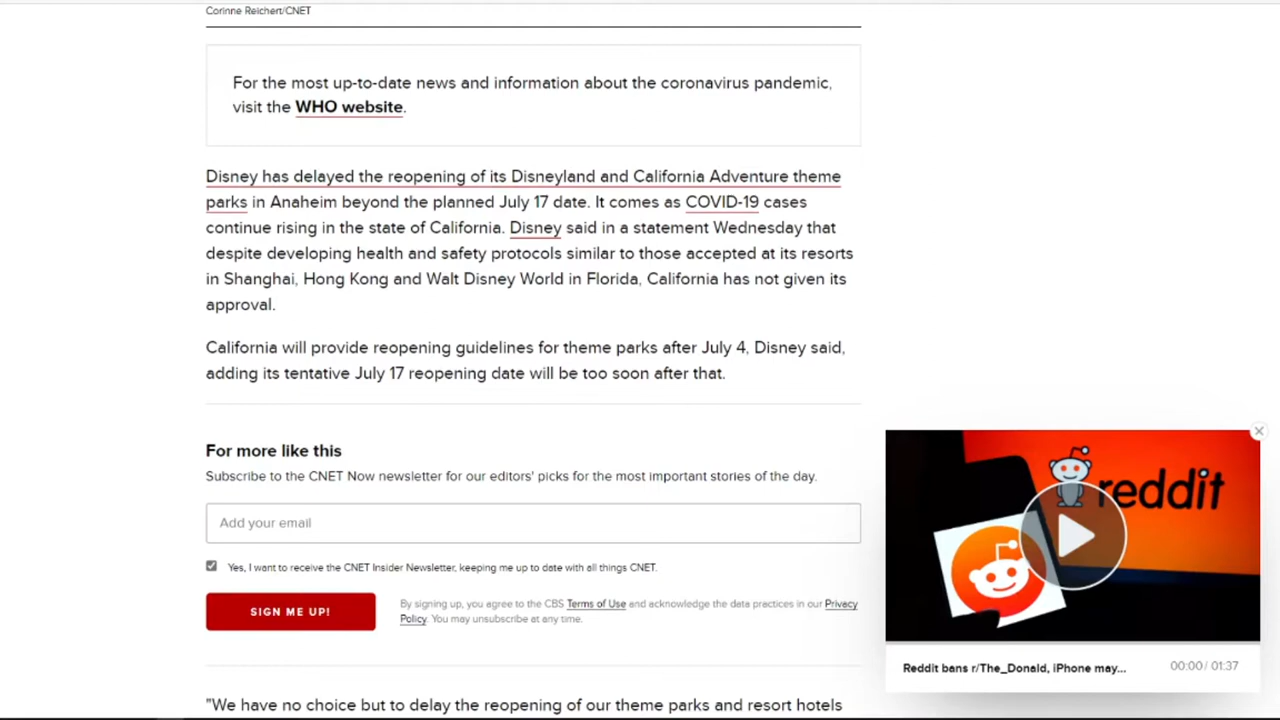 Corinne Reichert/CNET
For the most up-to-date news and information about the coronavirus pandemic,
visit the WHO website.
Disney has delayed the reopening of its Disneyland and California Adventure theme
parks in Anaheim beyond the planned July 17 date. It comes as COVID-19 cases
continue rising in the state of California. Disney said in a statement Wednesday that
despite developing health and safety protocols similar to those accepted at its resorts
in Shanghai, Hong Kong and Walt Disney World in Florida, California has not given its
approval.
California will provide reopening guidelines for theme parks after July 4, Disney said,
adding its tentative July 17 reopening date will be too soon after that.
For more like this
Subscribe to the CNET Now newsletter for our editors' picks for the most important stories of the day.
Add your email
Yes, I want to receive the CNET Insider Newsletter, keeping me up to date with all things CNET.
SIGN ME UP!
By signing up, you agree to the CBS Terms of Use and acknowledge the data practices in our Privacy
Policy. You may unsubscribe at any time.
reddit
Reddit bans r/The_Donald, iPhone may...
00:00 / 01:37
"We have no choice but to delay the reopening of our theme parks and resort hotels